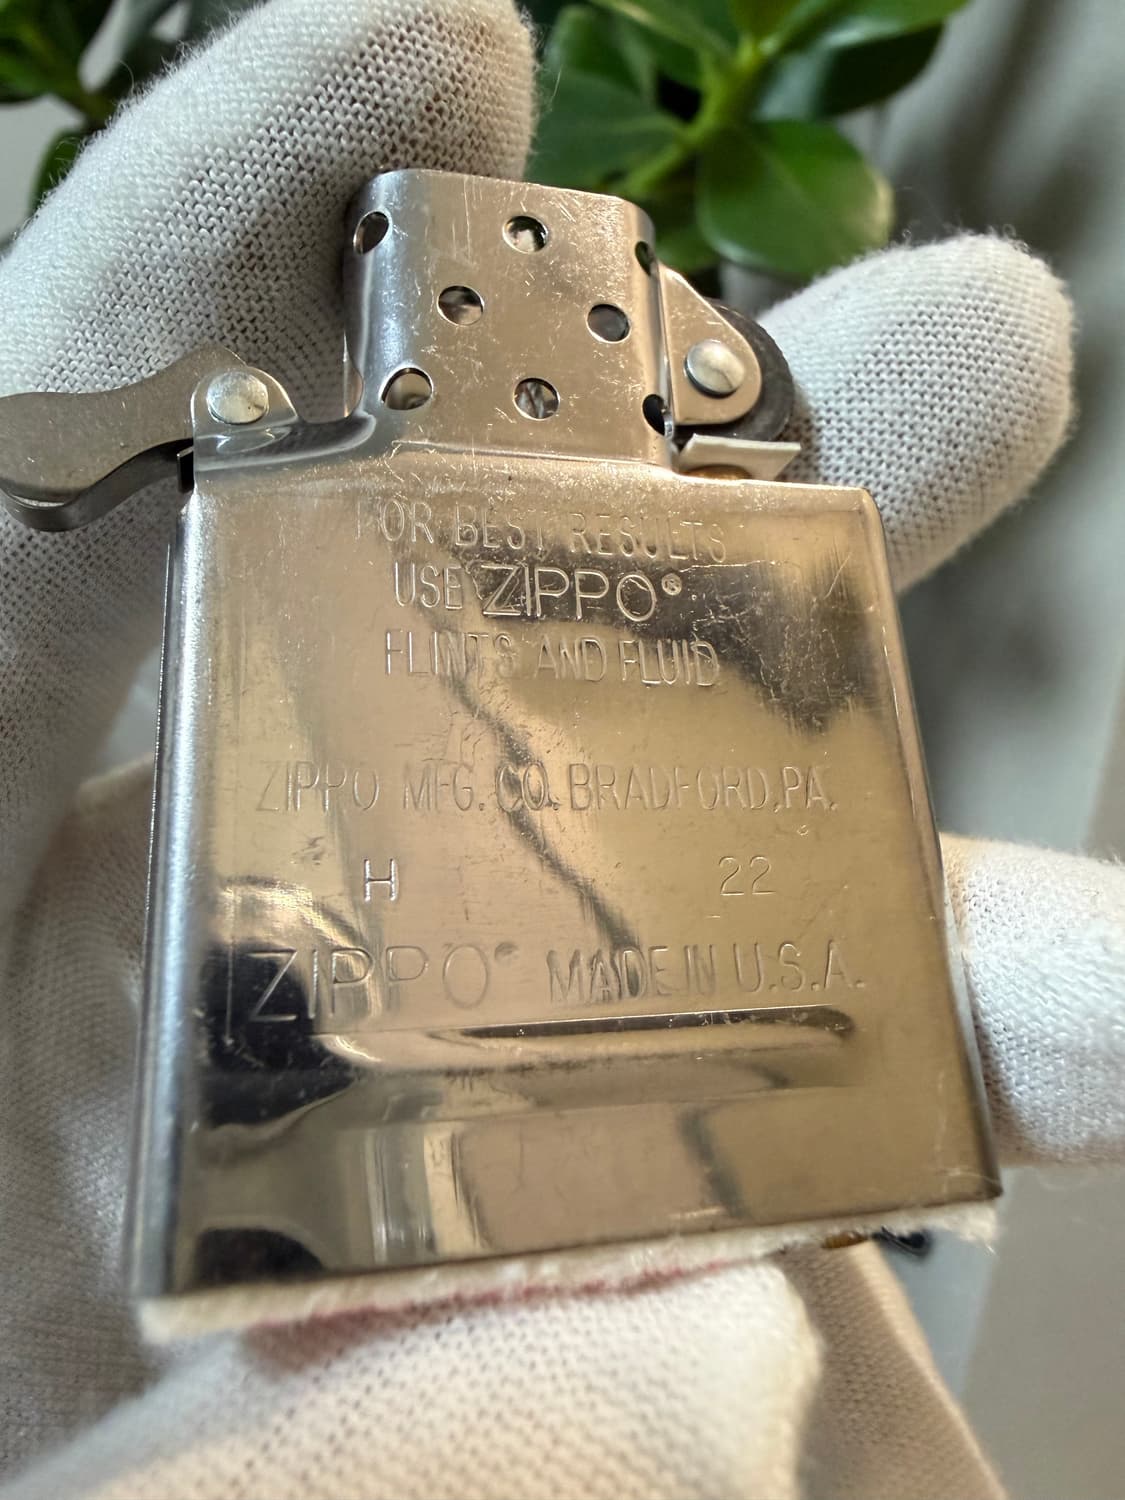 FOR BEST RESULTS
USE ZIPPO®
FLINTS AND FLUID
ZIPPO MFG. CO. BRADFORD, PA.
H 22
ZIPPO® MADE IN U.S.A.